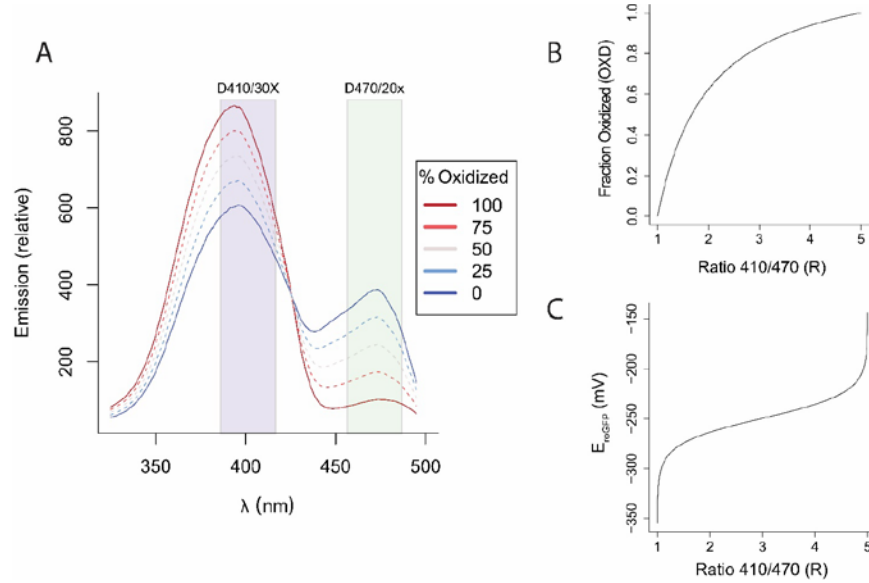 A
D410/30X
D470/20x
Emission (relative)
800
600
400
200
350
400
450
500
λ (nm)
% Oxidized
100
75
50
25
0
B
Fraction Oxidized (OXD)
1.0
0.8
0.6
0.4
0.2
0.0
1 2 3 4 5
Ratio 410/470 (R)
C
E roGFP (mV)
−150
−200
−250
−300
−350
1 2 3 4 5
Ratio 410/470 (R)